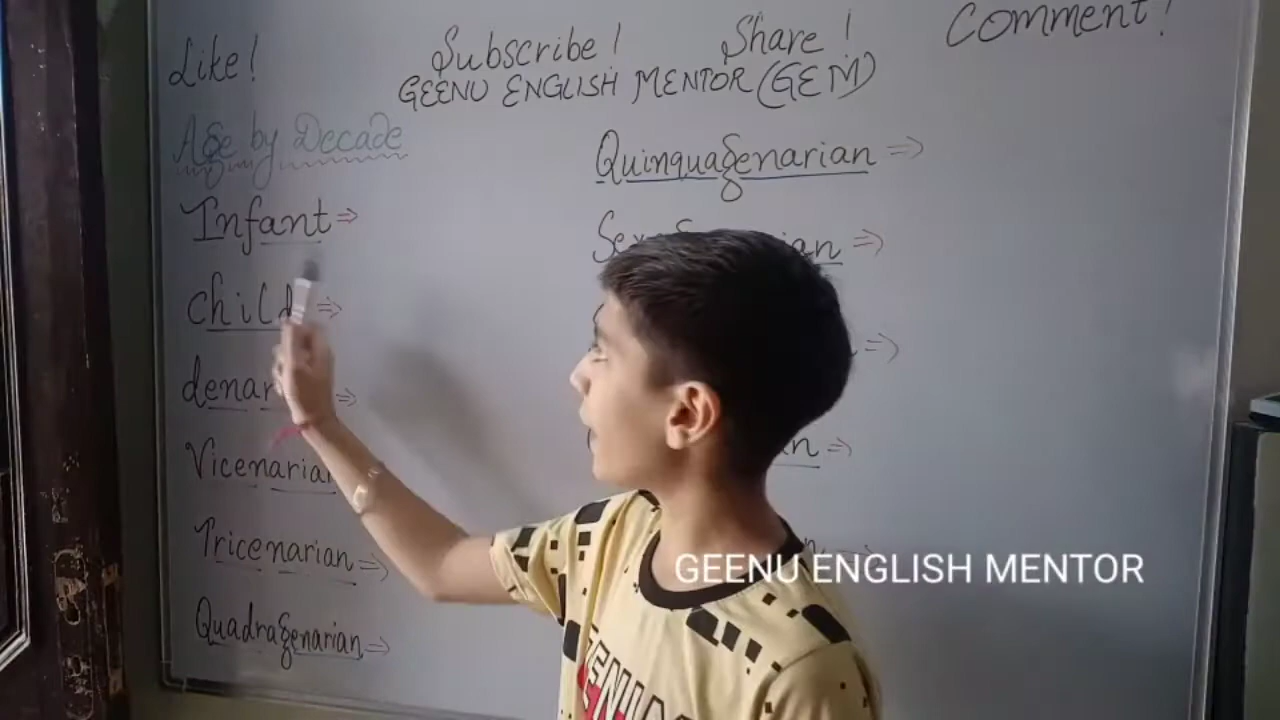 Like! Subscribe! Share! Comment!
GEENU ENGLISH MENTOR (GEM)
Age by Decade
Infant ⇒
child ⇒
⇒
Vicenarian
Tricenarian ⇒
Quadragenarian ⇒
Quinquagenarian ⇒
⇒
⇒
⇒
GEENU ENGLISH MENTOR